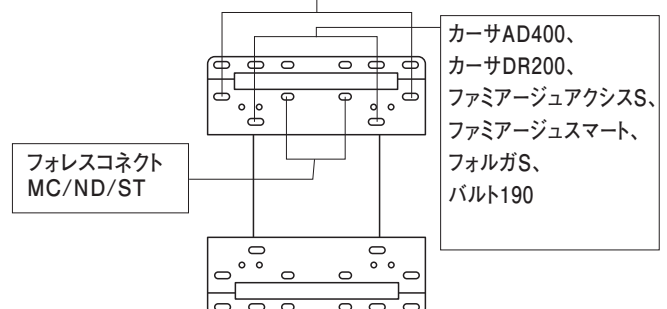 カーサAD400、
カーサDR200、
ファミアージュアクシスS、
ファミアージュスマート、
フォルガS、
バルト190
フォレスコネクト
MC/ND/ST